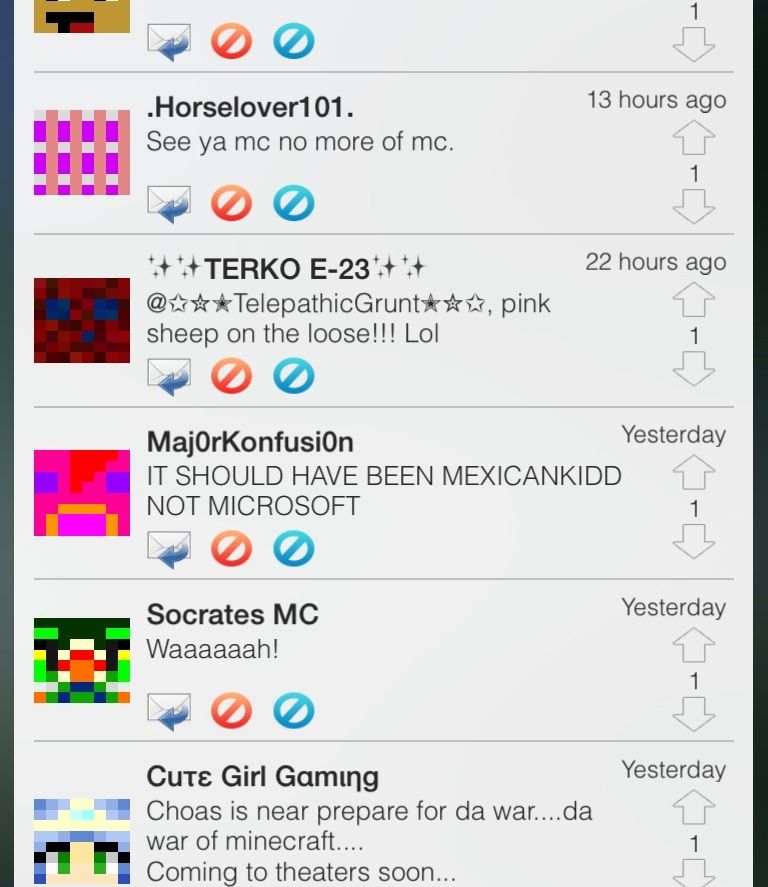 1
.Horselover101.
13 hours ago
See ya mc no more of mc.
1
✨✨TERKO E-23✨✨
22 hours ago
@✩✮✭TelepathicGrunt✭✮✩, pink
sheep on the loose!!! Lol
1
Maj0rKonfusi0n
Yesterday
IT SHOULD HAVE BEEN MEXICANKIDD
NOT MICROSOFT
1
Socrates MC
Yesterday
Waaaaaah!
1
Cυτε Girl Gαmιηg
Yesterday
Choas is near prepare for da war....da
war of minecraft....
Coming to theaters soon...
1